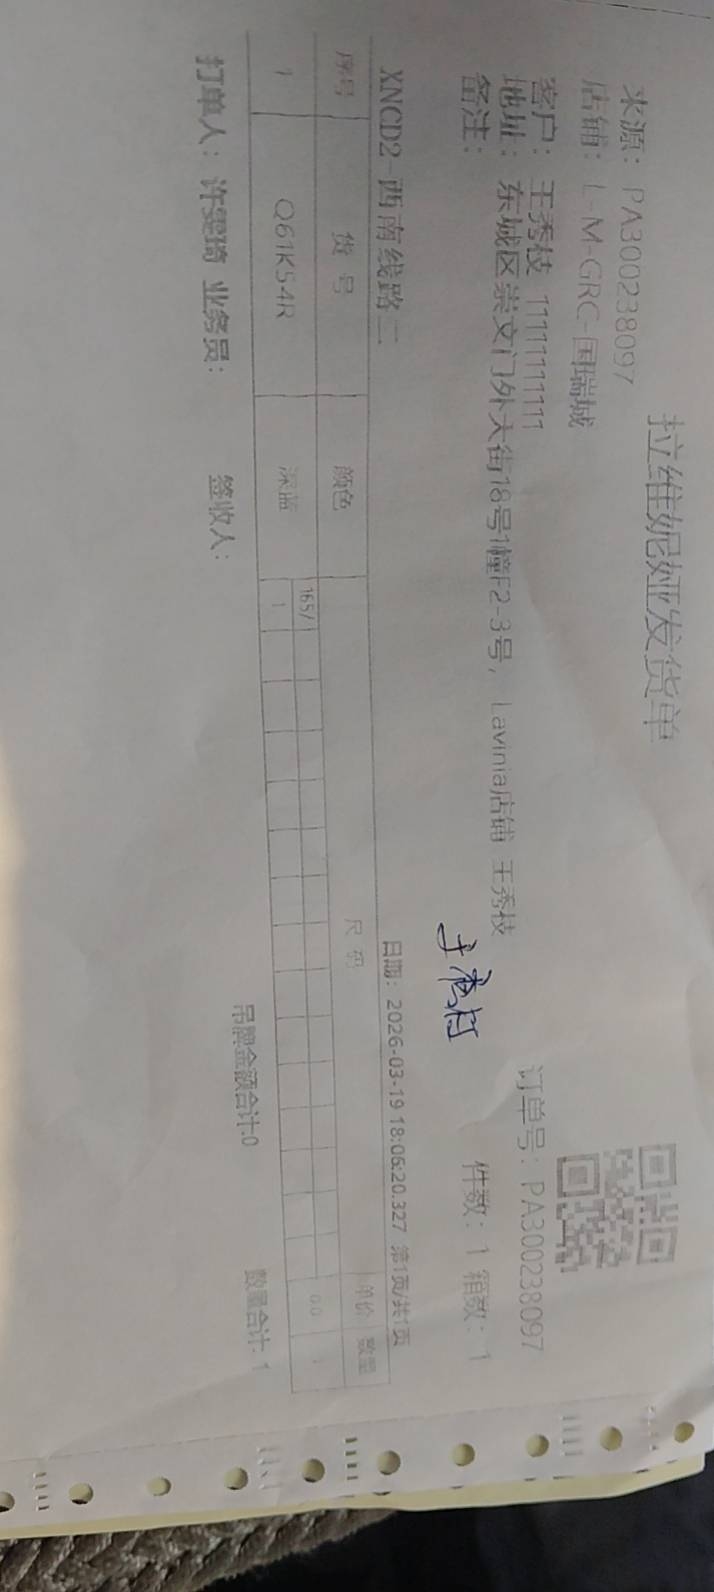 拉维妮娅发货单
来源：PA300238097
店铺：L-M-GRC-国瑞城
客户：王秀枝 11111111111
订单号：PA300238097
地址：东城区崇文门外大街18号1幢F2-3号，Lavinia店铺 王秀枝
备注：
件数：1 箱数：1
王秀枝
XNCD2-西南线路二
日期：2026-03-19 18:06:20.327 第1页/共1页
序号 货 号 颜色 尺 码 单价 数量
165/
1 Q61K54R 深蓝 1 0.0 1
吊牌金额合计:0 数量合计: 1
打单人：许雯琦 业务员： 签收人：